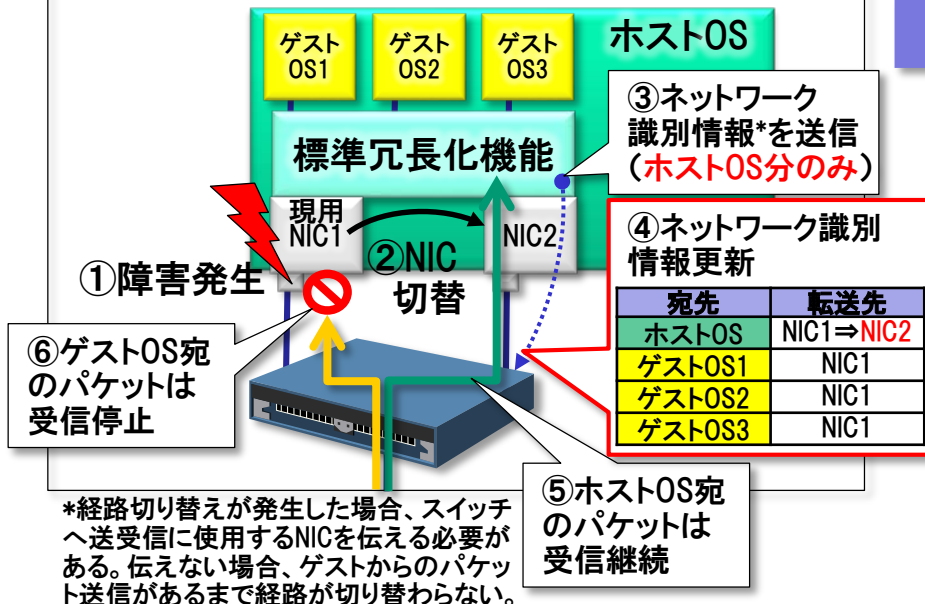 ゲスト
OS1
ゲスト
OS2
ゲスト
OS3
ホストOS
標準冗長化機能
③ネットワーク
識別情報*を送信
(ホストOS分のみ)
現用
NIC1
NIC2
①障害発生
②NIC
切替
④ネットワーク識別
情報更新
宛先 転送先
ホストOS NIC1⇒NIC2
ゲストOS1 NIC1
ゲストOS2 NIC1
ゲストOS3 NIC1
⑥ゲストOS宛
のパケットは
受信停止
⑤ホストOS宛
のパケットは
受信継続
*経路切り替えが発生した場合、スイッチ
へ送受信に使用するNICを伝える必要が
ある。伝えない場合、ゲストからのパケッ
ト送信があるまで経路が切り替わらない。